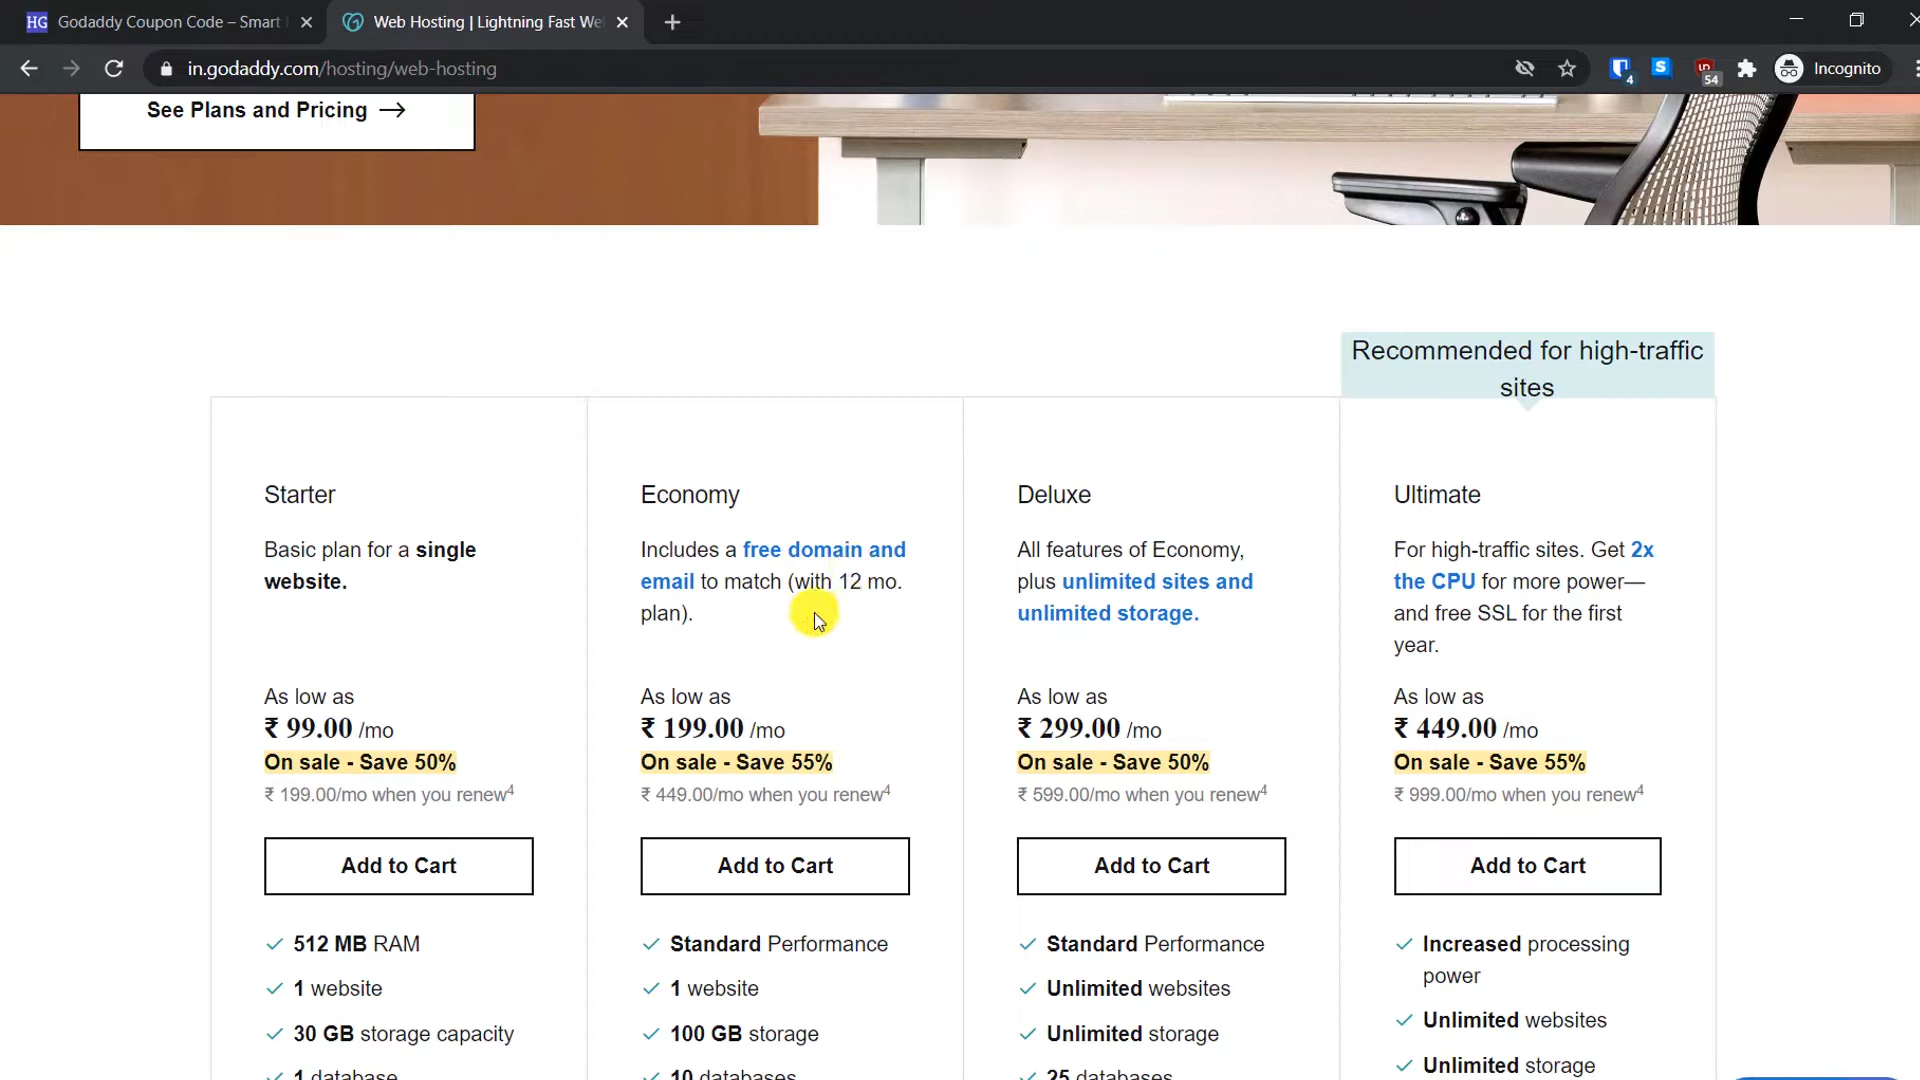 HG Godaddy Coupon Code – Smart
Web Hosting | Lightning Fast We
in.godaddy.com/hosting/web-hosting
4
S
54
Incognito
See Plans and Pricing →
Recommended for high-traffic
sites
Starter
Basic plan for a single
website.
As low as
₹ 99.00 /mo
On sale - Save 50%
₹ 199.00/mo when you renew4
Add to Cart
✓ 512 MB RAM
✓ 1 website
✓ 30 GB storage capacity
✓ 1 database
Economy
Includes a free domain and
email to match (with 12 mo.
plan).
As low as
₹ 199.00 /mo
On sale - Save 55%
₹ 449.00/mo when you renew4
Add to Cart
✓ Standard Performance
✓ 1 website
✓ 100 GB storage
✓ 10 databases
Deluxe
All features of Economy,
plus unlimited sites and
unlimited storage.
As low as
₹ 299.00 /mo
On sale - Save 50%
₹ 599.00/mo when you renew4
Add to Cart
✓ Standard Performance
✓ Unlimited websites
✓ Unlimited storage
✓ 25 databases
Ultimate
For high-traffic sites. Get 2x
the CPU for more power—
and free SSL for the first
year.
As low as
₹ 449.00 /mo
On sale - Save 55%
₹ 999.00/mo when you renew4
Add to Cart
✓ Increased processing
power
✓ Unlimited websites
✓ Unlimited storage